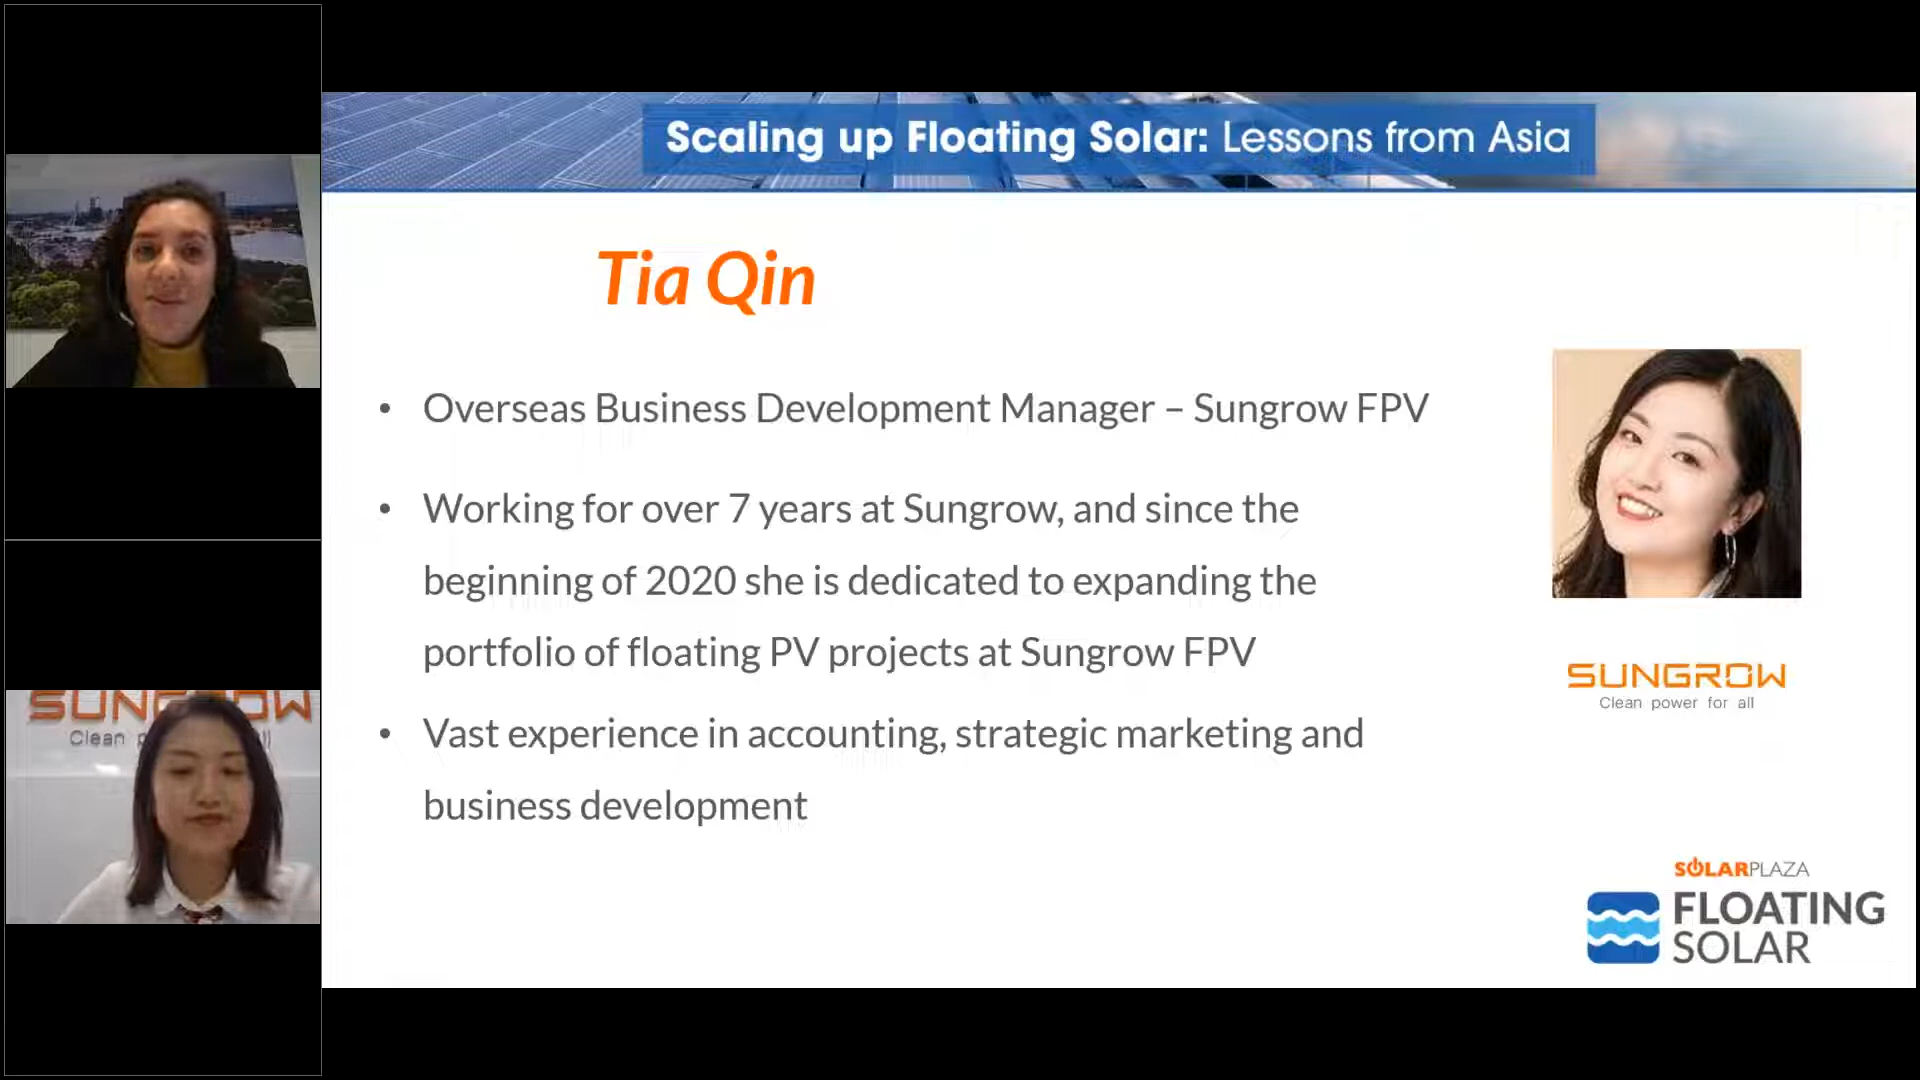 Scaling up Floating Solar: Lessons from Asia
Tia Qin
• Overseas Business Development Manager – Sungrow FPV
• Working for over 7 years at Sungrow, and since the
beginning of 2020 she is dedicated to expanding the
portfolio of floating PV projects at Sungrow FPV
• Vast experience in accounting, strategic marketing and
business development
SUNGROW
Clean power for all
SOLARPLAZA
FLOATING
SOLAR
SUNGROW
Clean p all